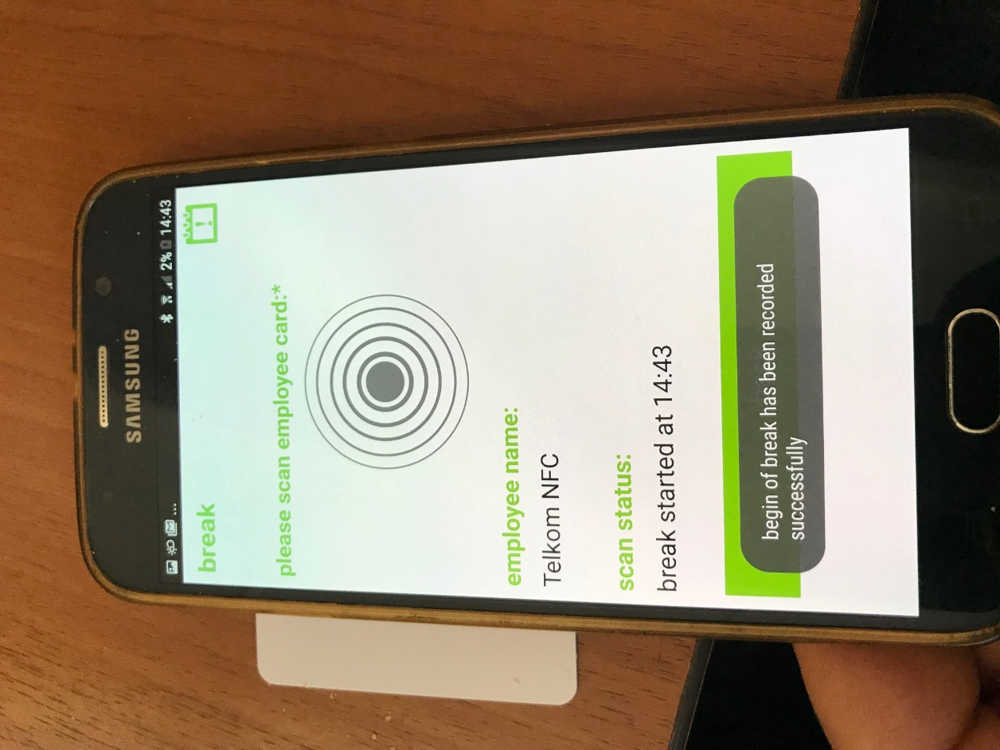 SAMSUNG
... 2% 14:43
break
please scan employee card:*
employee name:
Telkom NFC
scan status:
break started at 14:43
begin of break has been recorded
successfully